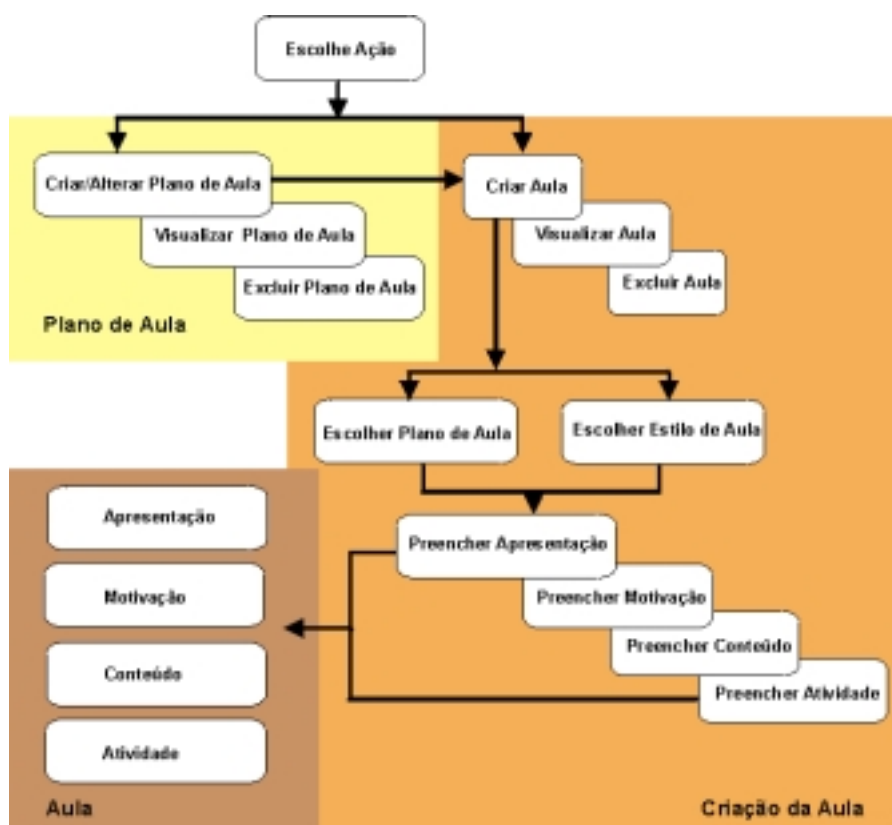 Escolhe Ação
Criar/Alterar Plano de Aula
Visualizar Plano de Aula
Excluir Plano de Aula
Plano de Aula
Criar Aula
Visualizar Aula
Excluir Aula
Escolher Plano de Aula
Escolher Estilo de Aula
Preencher Apresentação
Preencher Motivação
Preencher Conteúdo
Preencher Atividade
Criação da Aula
Apresentação
Motivação
Conteúdo
Atividade
Aula